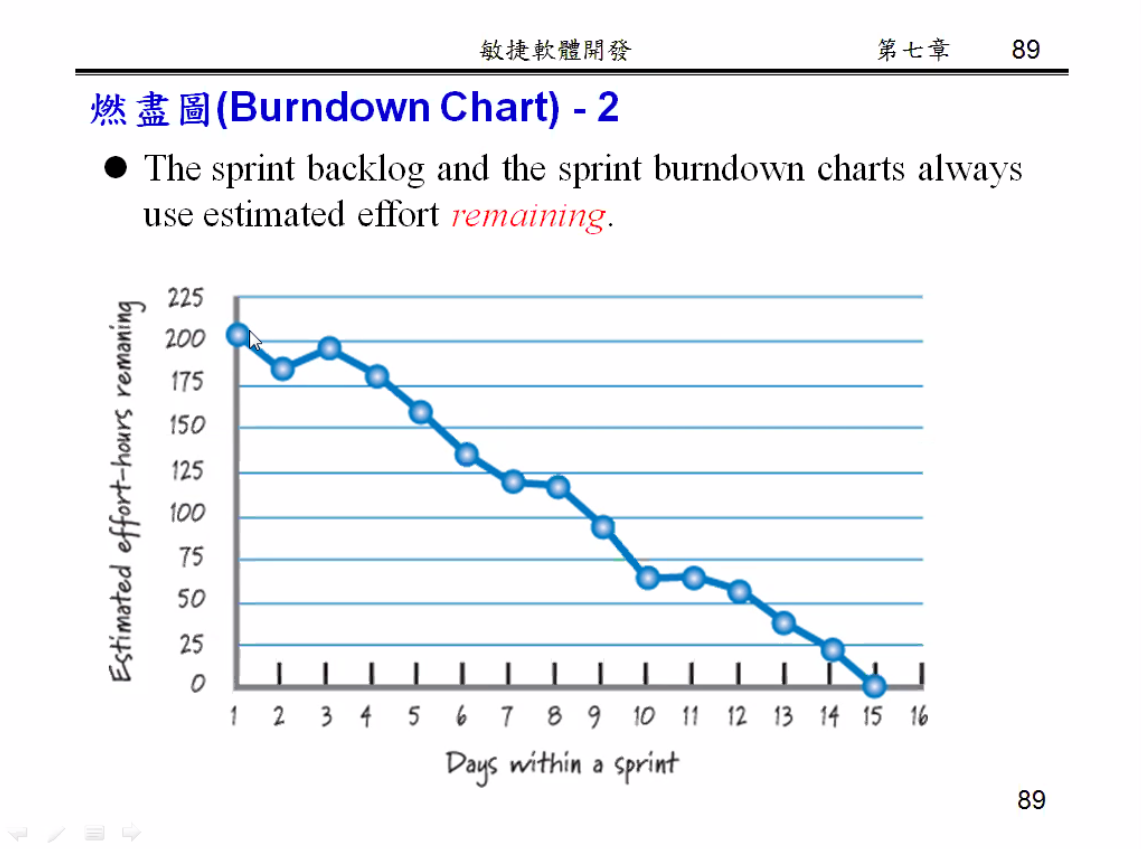 敏捷軟體開發 第七章 89
燃盡圖(Burndown Chart) - 2
● The sprint backlog and the sprint burndown charts always
use estimated effort remaining.
Estimated effort-hours remaining
225
200
175
150
125
100
75
50
25
0
1 2 3 4 5 6 7 8 9 10 11 12 13 14 15 16
Days within a sprint
89